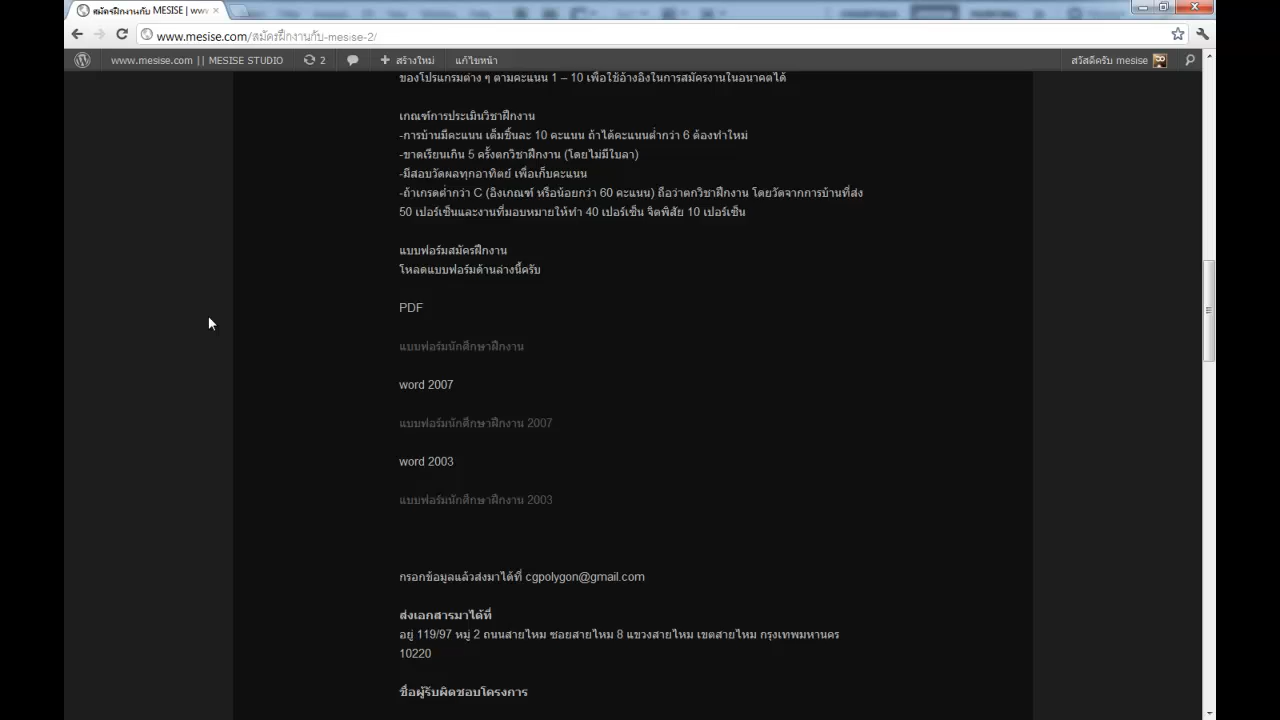 สมัครฝึกงานกับ MESISE | www
www.mesise.com/สมัครฝึกงานกับ-mesise-2/
www.mesise.com || MESISE STUDIO 2 สร้างใหม่ แก้ไขหน้า สวัสดีครับ mesise
ของโปรแกรมต่าง ๆ ตามคะแนน 1 – 10 เพื่อใช้อ้างอิงในการสมัครงานในอนาคตได้
เกณฑ์การประเมินวิชาฝึกงาน
-การบ้านมีคะแนน เต็มชิ้นละ 10 คะแนน ถ้าได้คะแนนต่ำกว่า 6 ต้องทำใหม่
-ขาดเรียนเกิน 5 ครั้งตกวิชาฝึกงาน (โดยไม่มีใบลา)
-มีสอบวัดผลทุกอาทิตย์ เพื่อเก็บคะแนน
-ถ้าเกรดต่ำกว่า C (อิงเกณฑ์ หรือน้อยกว่า 60 คะแนน) ถือว่าตกวิชาฝึกงาน โดยวัดจากการบ้านที่ส่ง
50 เปอร์เซ็นและงานที่มอบหมายให้ทำ 40 เปอร์เซ็น จิตพิสัย 10 เปอร์เซ็น
แบบฟอร์มสมัครฝึกงาน
โหลดแบบฟอร์มด้านล่างนี้ครับ
PDF
แบบฟอร์มนักศึกษาฝึกงาน
word 2007
แบบฟอร์มนักศึกษาฝึกงาน 2007
word 2003
แบบฟอร์มนักศึกษาฝึกงาน 2003
กรอกข้อมูลแล้วส่งมาได้ที่ cgpolygon@gmail.com
ส่งเอกสารมาได้ที่
อยู่ 119/97 หมู่ 2 ถนนสายไหม ซอยสายไหม 8 แขวงสายไหม เขตสายไหม กรุงเทพมหานคร
10220
ชื่อผู้รับผิดชอบโครงการ